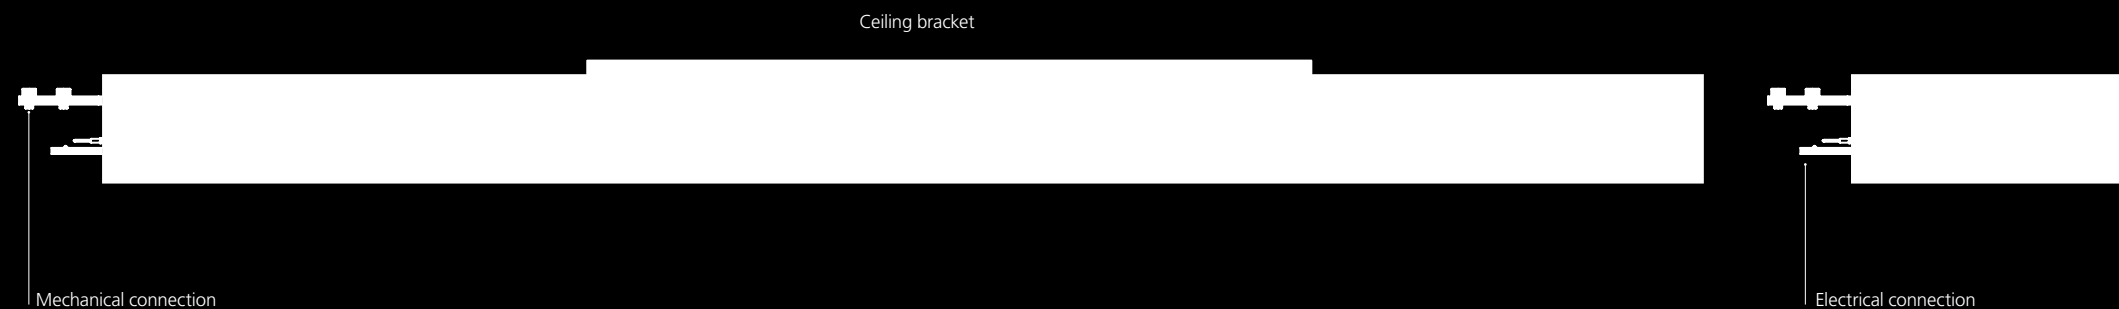 Ceiling bracket
Mechanical connection
Electrical connection